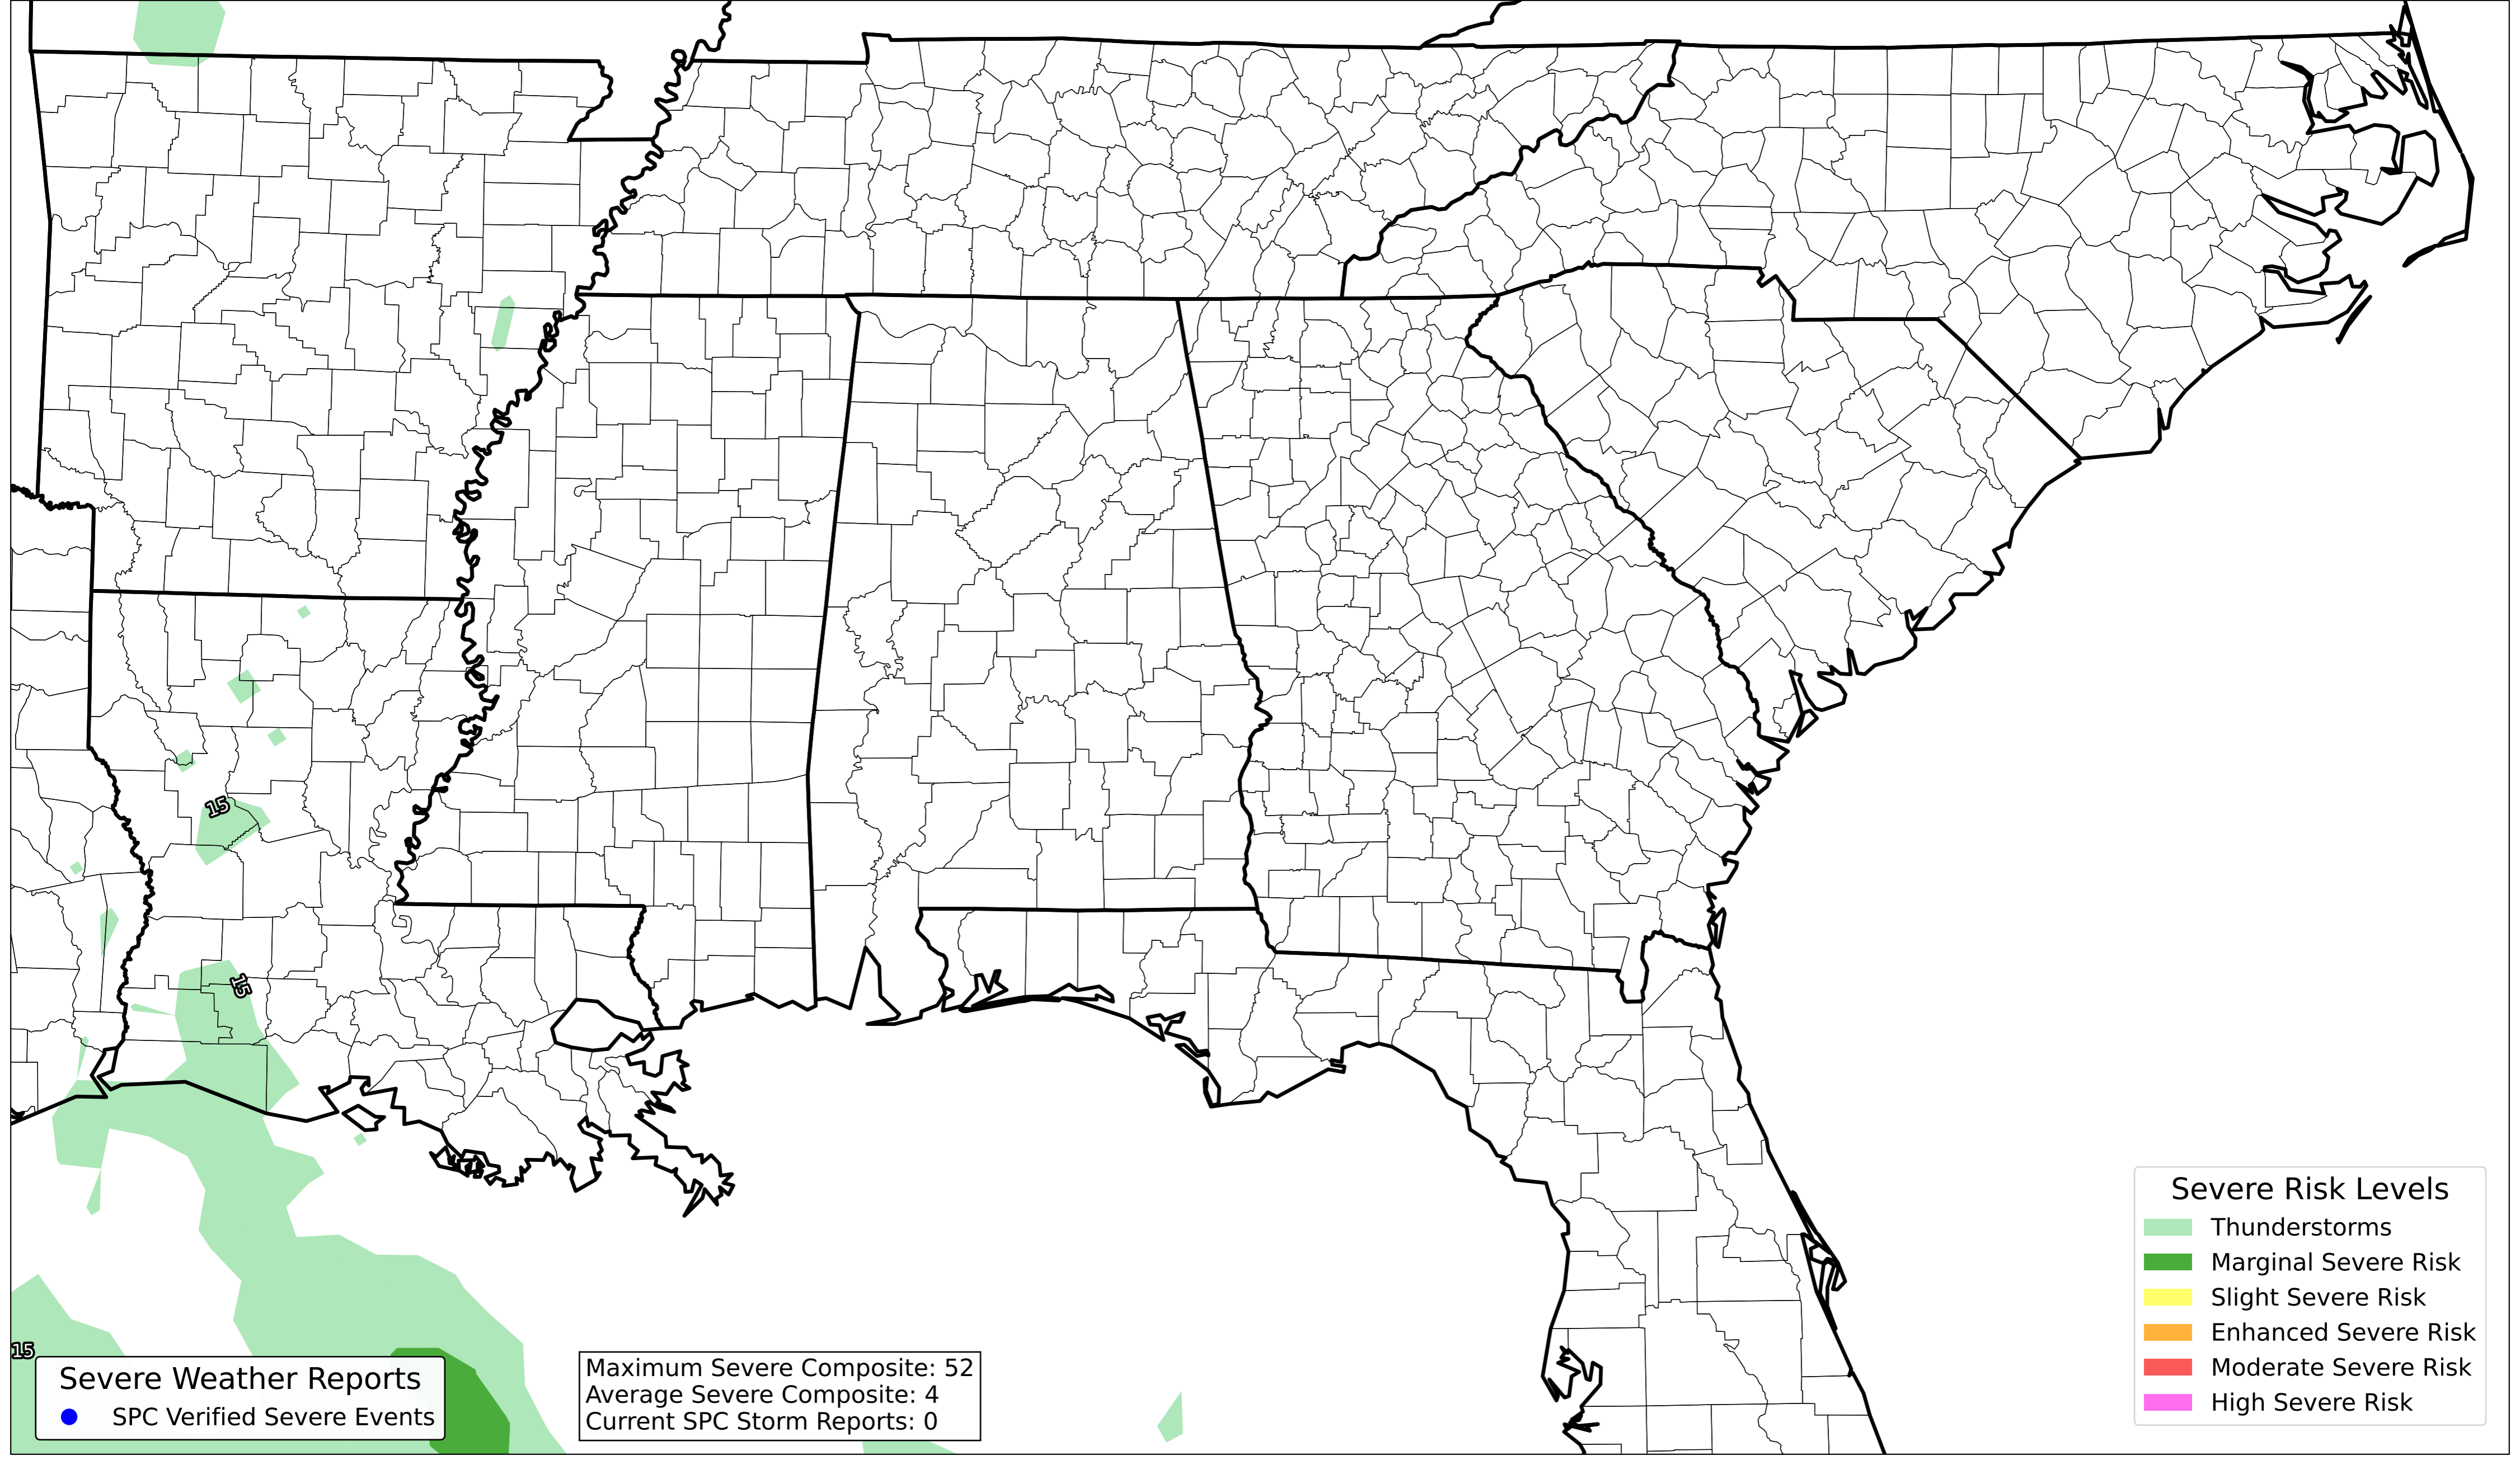 15
15
15
Severe Weather Reports
SPC Verified Severe Events
Maximum Severe Composite: 52
Average Severe Composite: 4
Current SPC Storm Reports: 0
Severe Risk Levels
Thunderstorms
Marginal Severe Risk
Slight Severe Risk
Enhanced Severe Risk
Moderate Severe Risk
High Severe Risk